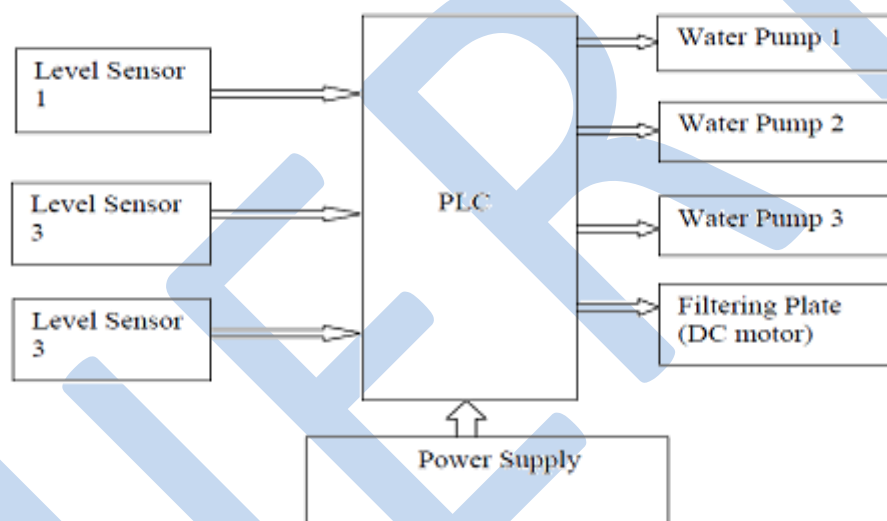 Level Sensor
1
Level Sensor
3
Level Sensor
3
PLC
Water Pump 1
Water Pump 2
Water Pump 3
Filtering Plate
(DC motor)
Power Supply